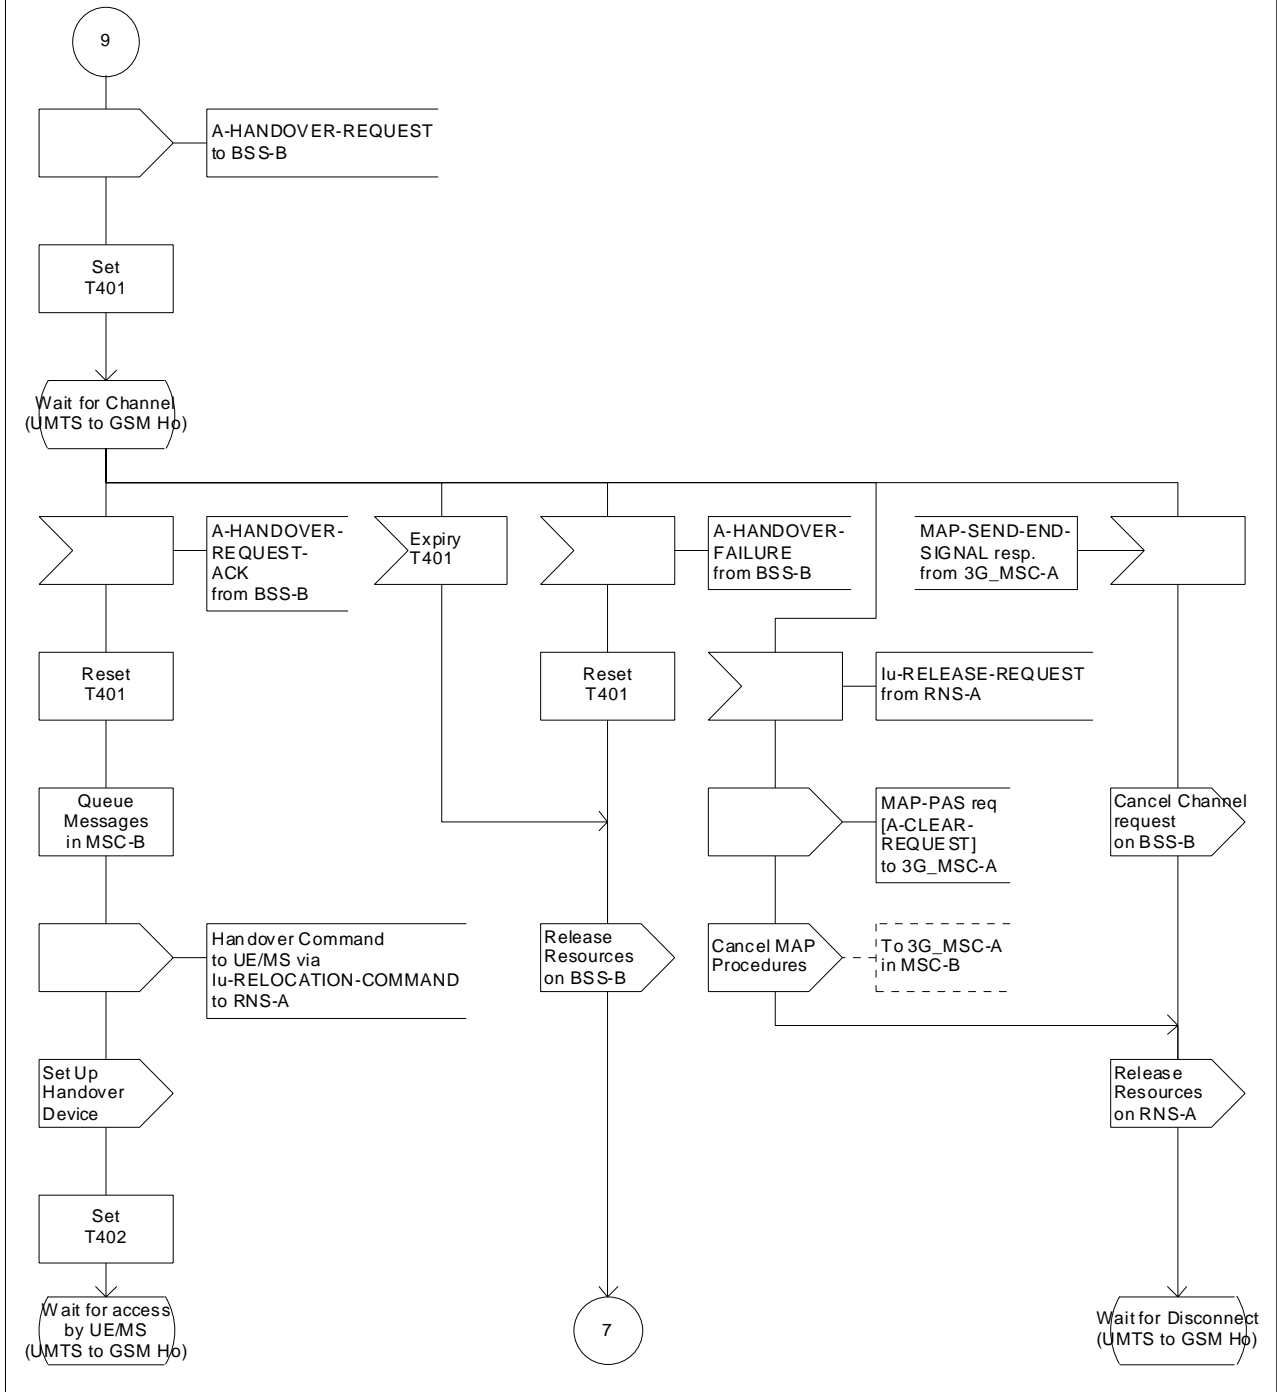 9
A-HANDOVER-REQUEST
to BSS-B
Set
T401
Wait for Channel
(UMTS to GSM Ho)
A-HANDOVER-
REQUEST-
ACK
from BSS-B
Expiry
T401
A-HANDOVER-
FAILURE
from BSS-B
MAP-SEND-END-
SIGNAL resp.
from 3G_MSC-A
Reset
T401
Reset
T401
Iu-RELEASE-REQUEST
from RNS-A
Queue
Messages
in MSC-B
MAP-PAS req
[A-CLEAR-
REQUEST]
to 3G_MSC-A
Cancel Channel
request
on BSS-B
Handover Command
to UE/MS via
Iu-RELOCATION-COMMAND
to RNS-A
Release
Resources
on BSS-B
Cancel MAP
Procedures
To 3G_MSC-A
in MSC-B
Set Up
Handover
Device
Release
Resources
on RNS-A
Set
T402
Wait for access
by UE/MS
(UMTS to GSM Ho)
7
Wait for Disconnect
(UMTS to GSM Ho)